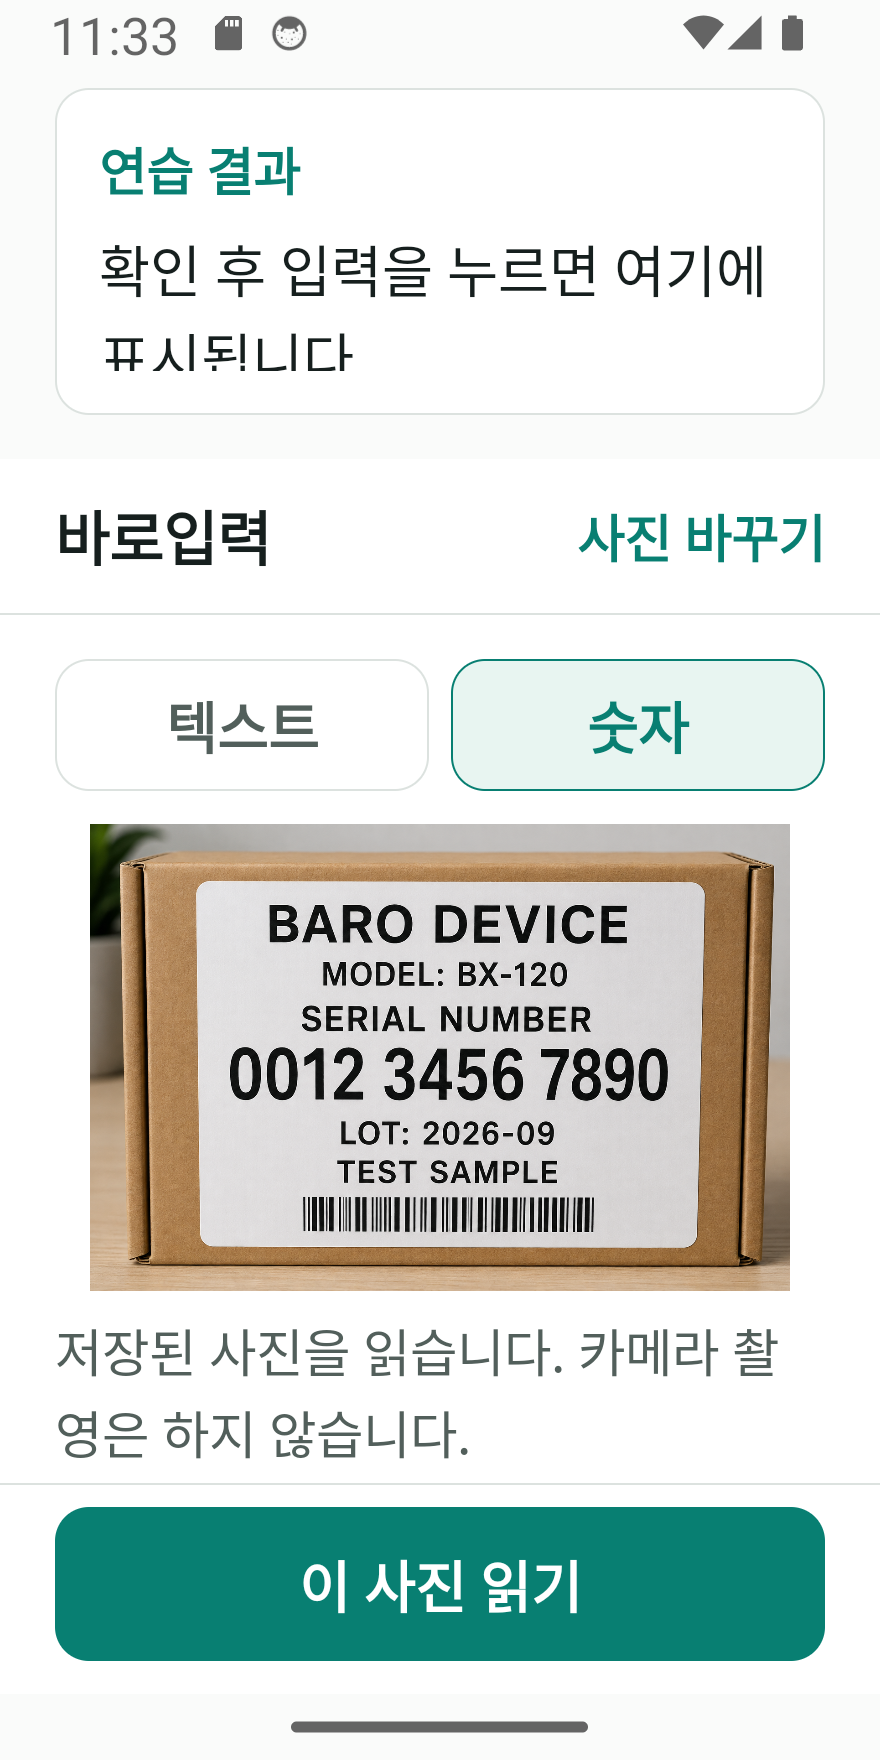 11:33
연습 결과
확인 후 입력을 누르면 여기에
표시됩니다
바로입력
사진 바꾸기
텍스트
숫자
BARO DEVICE
MODEL: BX-120
SERIAL NUMBER
0012 3456 7890
LOT: 2026-09
TEST SAMPLE
저장된 사진을 읽습니다. 카메라 촬
영은 하지 않습니다.
이 사진 읽기